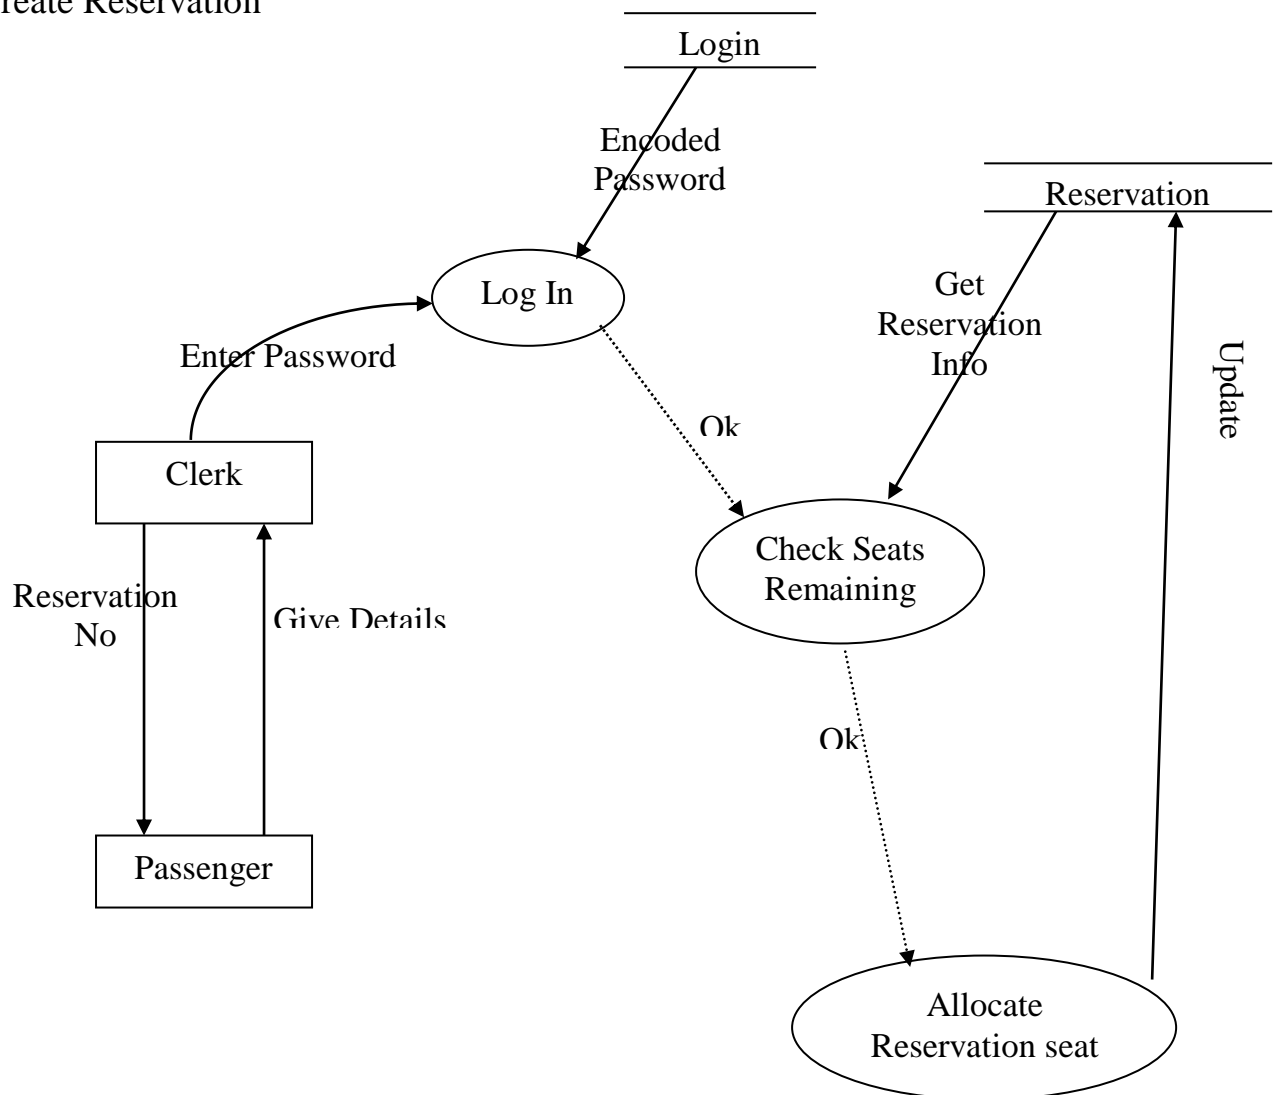 reate Reservation
Login
Encoded
Password
Reservation
Log In
Get
Reservation
Info
Enter Password
Update
Ok
Clerk
Check Seats
Remaining
Reservation
No
Give Details
Ok
Passenger
Allocate
Reservation seat